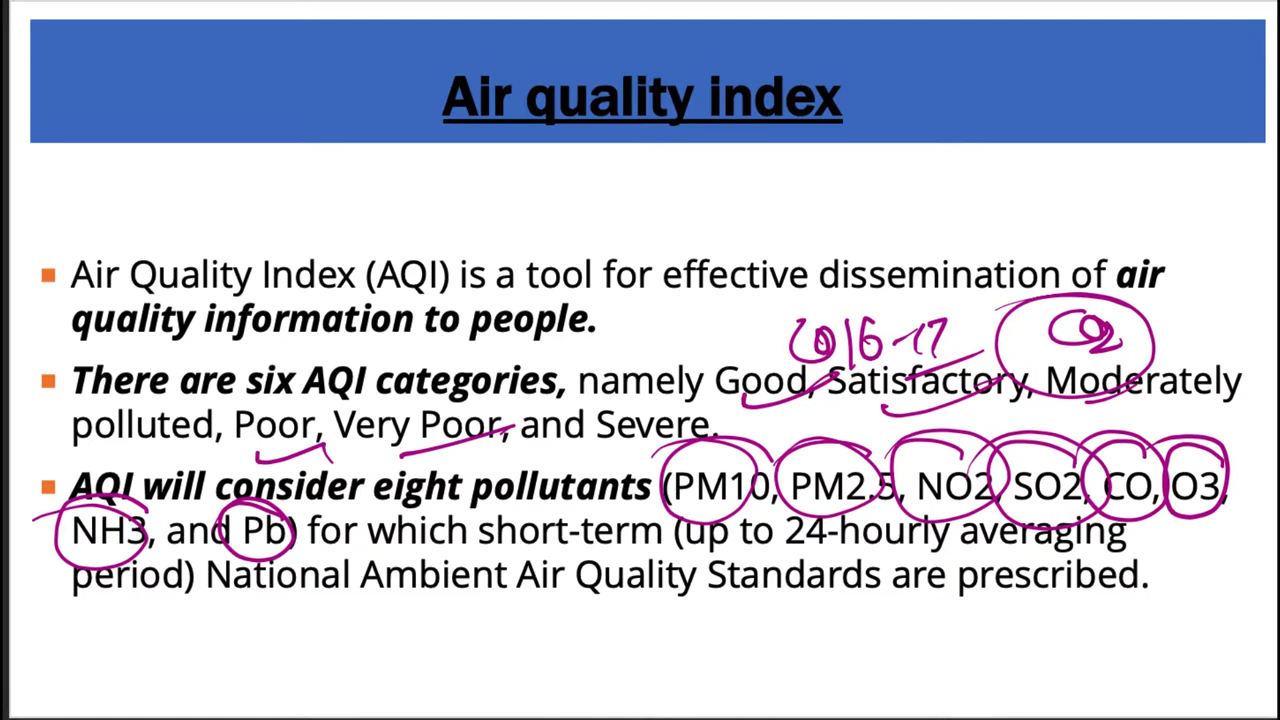 Air quality index
Air Quality Index (AQI) is a tool for effective dissemination of air
quality information to people.
16-17 CO2
There are six AQI categories, namely Good, Satisfactory, Moderately
polluted, Poor, Very Poor, and Severe.
AQI will consider eight pollutants (PM10, PM2.5, NO2, SO2, CO, O3,
NH3, and Pb) for which short-term (up to 24-hourly averaging
period) National Ambient Air Quality Standards are prescribed.